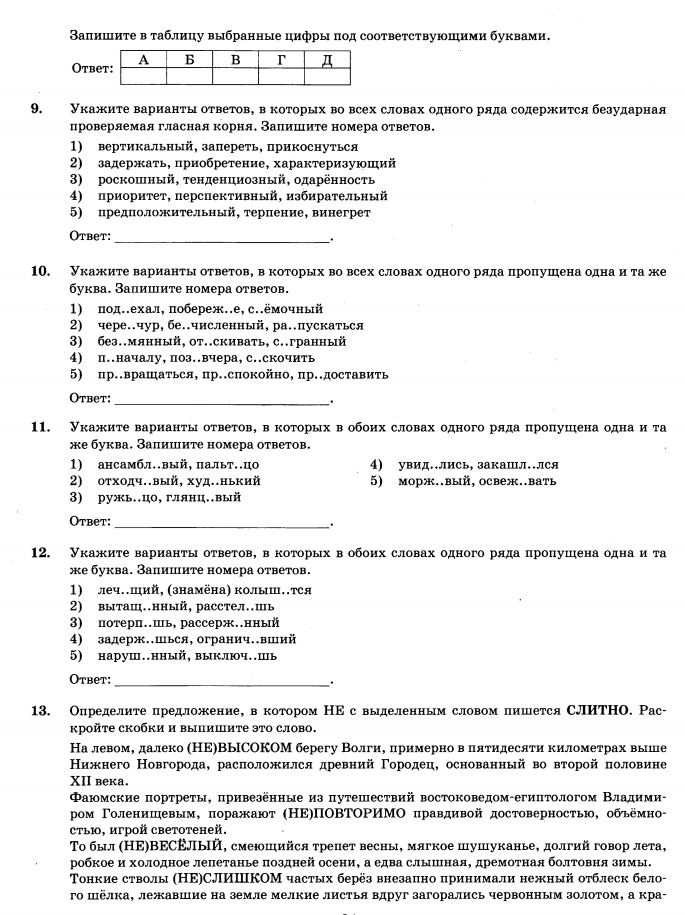 Запишите в таблицу выбранные цифры под соответствующими буквами.
Ответ: А Б В Г Д
9. Укажите варианты ответов, в которых во всех словах одного ряда содержится безударная
проверяемая гласная корня. Запишите номера ответов.
1) вертикальный, запереть, прикоснуться
2) задержать, приобретение, характеризующий
3) роскошный, тенденциозный, одарённость
4) приоритет, перспективный, избирательный
5) предположительный, терпение, винегрет
Ответ: ____________________________.
10. Укажите варианты ответов, в которых во всех словах одного ряда пропущена одна и та же
буква. Запишите номера ответов.
1) под..ехал, побереж..е, с..ёмочный
2) чере..чур, бе..численный, ра..пускаться
3) без..мянный, от..скивать, с..гранный
4) п..началу, поз..вчера, с..скочить
5) пр..вращаться, пр..спокойно, пр..доставить
Ответ: ____________________________.
11. Укажите варианты ответов, в которых в обоих словах одного ряда пропущена одна и та
же буква. Запишите номера ответов.
1) ансамбл..вый, пальт..цо
2) отходч..вый, худ..нький
3) ружь..цо, глянц..вый
4) увид..лись, закашл..лся
5) морж..вый, освеж..вать
Ответ: ____________________________.
12. Укажите варианты ответов, в которых в обоих словах одного ряда пропущена одна и та
же буква. Запишите номера ответов.
1) леч..щий, (знамёна) колыш..тся
2) вытащ..нный, расстел..шь
3) потерп..шь, рассерж..нный
4) задерж..шься, огранич..вший
5) наруш..нный, выключ..шь
Ответ: ____________________________.
13. Определите предложение, в котором НЕ с выделенным словом пишется СЛИТНО. Рас-
кройте скобки и выпишите это слово.
На левом, далеко (НЕ)ВЫСОКОМ берегу Волги, примерно в пятидесяти километрах выше
Нижнего Новгорода, расположился древний Городец, основанный во второй половине
XII века.
Фаюмские портреты, привезённые из путешествий востоковедом-египтологом Владими-
ром Голенищевым, поражают (НЕ)ПОВТОРИМО правдивой достоверностью, объёмно-
стью, игрой светотеней.
То был (НЕ)ВЕСЁЛЫЙ, смеющийся трепет весны, мягкое шушуканье, долгий говор лета,
робкое и холодное лепетанье поздней осени, а едва слышная, дремотная болтовня зимы.
Тонкие стволы (НЕ)СЛИШКОМ частых берёз внезапно принимали нежный отблеск бело-
го шёлка, лежавшие на земле мелкие листья вдруг загорались червонным золотом, а кра-